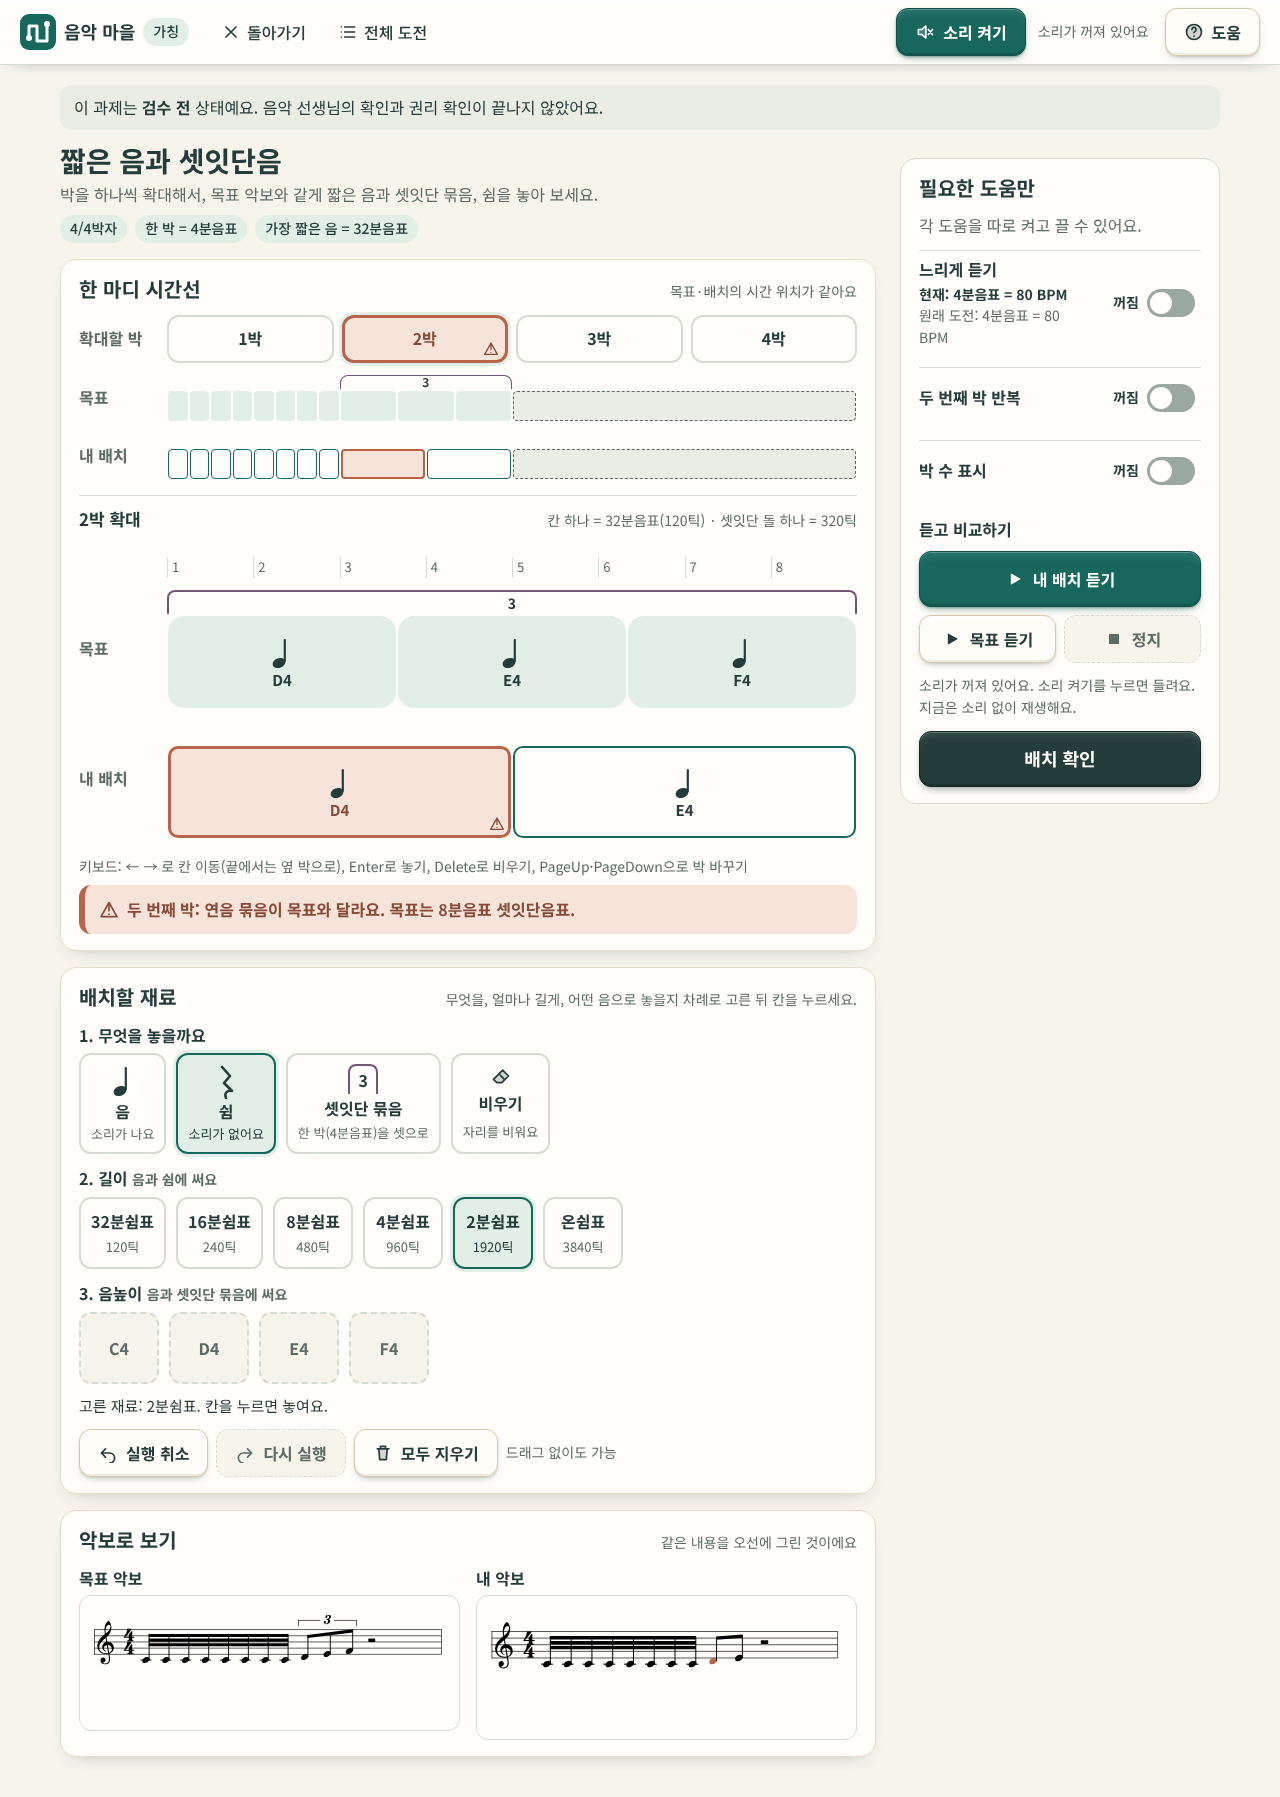 음악 마을 가칭 돌아가기 전체 도전 소리 켜기 소리가 꺼져 있어요 도움
이 과제는 검수 전 상태예요. 음악 선생님의 확인과 권리 확인이 끝나지 않았어요.
짧은 음과 셋잇단음
박을 하나씩 확대해서, 목표 악보와 같게 짧은 음과 셋잇단 묶음, 쉼을 놓아 보세요.
4/4박자 한 박 = 4분음표 가장 짧은 음 = 32분음표
한 마디 시간선 목표·배치의 시간 위치가 같아요
확대할 박 1박 2박 3박 4박
3
목표
내 배치
2박 확대 칸 하나 = 32분음표(120틱) · 셋잇단 돌 하나 = 320틱
1 2 3 4 5 6 7 8
3
목표
D4 E4 F4
내 배치
D4 E4
키보드: ← → 로 칸 이동(끝에서는 옆 박으로), Enter로 놓기, Delete로 비우기, PageUp·PageDown으로 박 바꾸기
두 번째 박: 연음 묶음이 목표와 달라요. 목표는 8분음표 셋잇단음표.
배치할 재료 무엇을, 얼마나 길게, 어떤 음으로 놓을지 차례로 고른 뒤 칸을 누르세요.
1. 무엇을 놓을까요
3
음 쉼 셋잇단 묶음 비우기
소리가 나요 소리가 없어요 한 박(4분음표)을 셋으로 자리를 비워요
2. 길이 음과 쉼에 써요
32분쉼표 16분쉼표 8분쉼표 4분쉼표 2분쉼표 온쉼표
120틱 240틱 480틱 960틱 1920틱 3840틱
3. 음높이 음과 셋잇단 묶음에 써요
C4 D4 E4 F4
고른 재료: 2분쉼표. 칸을 누르면 놓여요.
실행 취소 다시 실행 모두 지우기 드래그 없이도 가능
악보로 보기 같은 내용을 오선에 그린 것이에요
목표 악보 내 악보
3
4 4
4 4
필요한 도움만
각 도움을 따로 켜고 끌 수 있어요.
느리게 듣기
현재: 4분음표 = 80 BPM 꺼짐
원래 도전: 4분음표 = 80
BPM
두 번째 박 반복 꺼짐
박 수 표시 꺼짐
듣고 비교하기
내 배치 듣기
목표 듣기 정지
소리가 꺼져 있어요. 소리 켜기를 누르면 들려요.
지금은 소리 없이 재생해요.
배치 확인